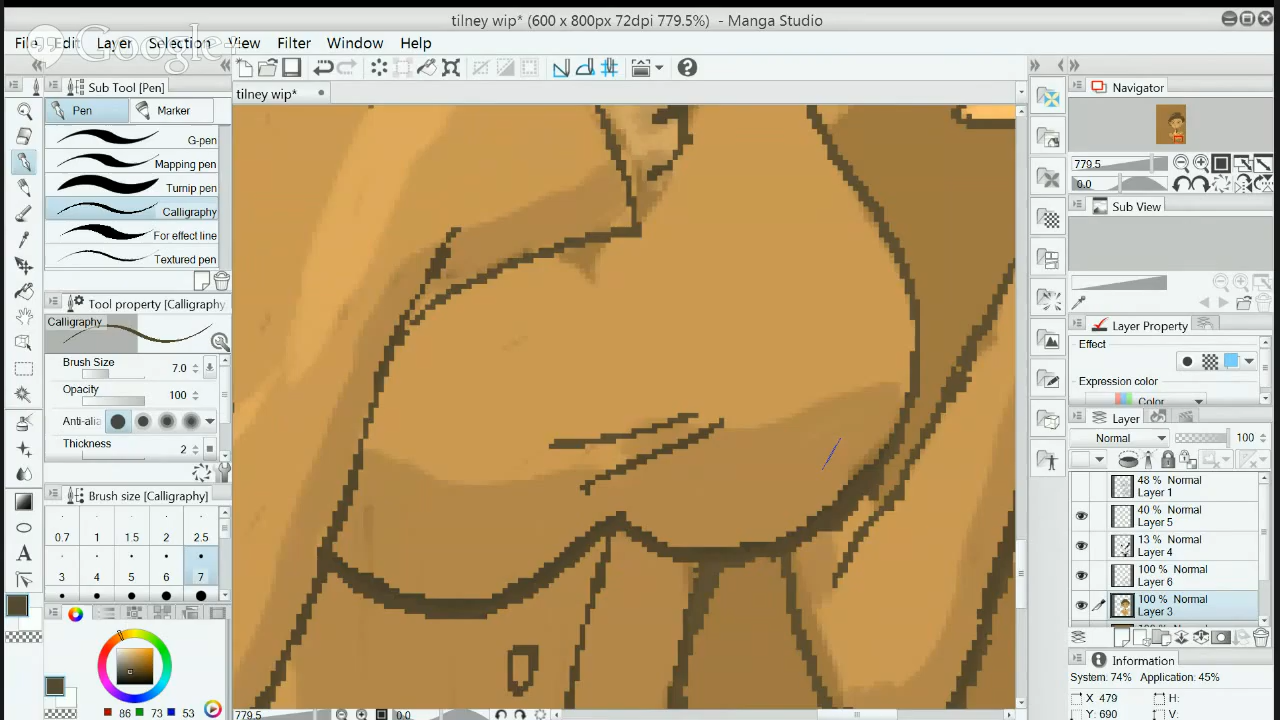 tilney wip* (600 x 800px 72dpi 779.5%) - Manga Studio
Google+
File Edit Layer Selection View Filter Window Help
Sub Tool [Pen]
tilney wip*
Navigator
Pen Marker
G-pen
Mapping pen
Turnip pen
Calligraphy
For effect line
Textured pen
779.5
0.0
Sub View
Tool property [Calligraphy
Calligraphy
Brush Size 7.0
Opacity 100
Anti-alia
Thickness 2
Layer Property
Effect
Expression color
Color
Layer
Normal 100
48 % Normal
Layer 1
40 % Normal
Layer 5
13 % Normal
Layer 4
100 % Normal
Layer 6
100 % Normal
Layer 3
Brush size [Calligraphy]
0.7 1 1.5 2 2.5
3 4 5 6 7
Information
System: 74% Application: 45%
X 479 H:
Y: 690 W:
86 73 53
779.5 0.0